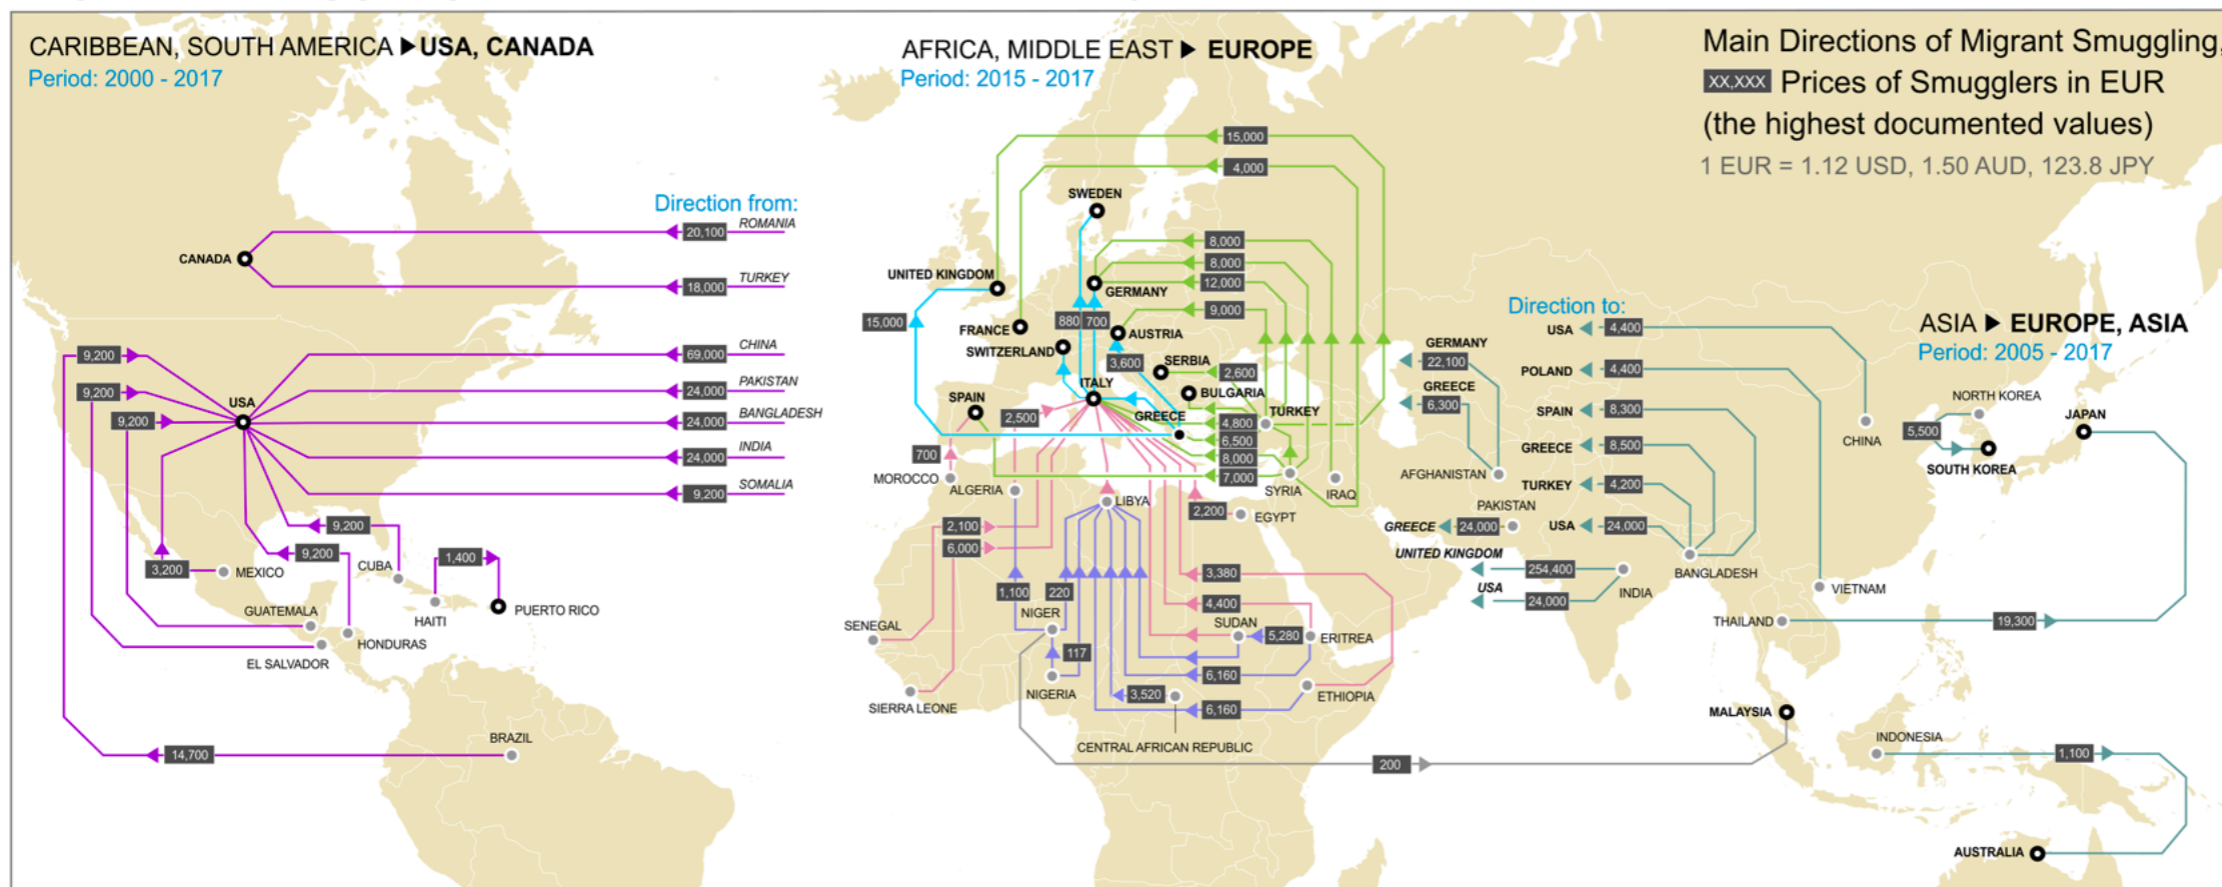 CARIBBEAN, SOUTH AMERICA ▶ USA, CANADA
Period: 2000 - 2017
Direction from:
ROMANIA
20,100
CANADA
TURKEY
18,000
CHINA
69,000
9,200
PAKISTAN
24,000
9,200
USA
BANGLADESH
24,000
9,200
INDIA
24,000
SOMALIA
9,200
9,200
9,200
1,400
CUBA
3,200
MEXICO
HAITI
PUERTO RICO
GUATEMALA
HONDURAS
EL SALVADOR
BRAZIL
14,700
AFRICA, MIDDLE EAST ▶ EUROPE
Period: 2015 - 2017
15,000
4,000
SWEDEN
8,000
8,000
UNITED KINGDOM
12,000
GERMANY
9,000
15,000
880
700
FRANCE
AUSTRIA
SWITZERLAND
SERBIA
3,600
2,600
ITALY
BULGARIA
SPAIN
2,500
GREECE
TURKEY
4,800
6,500
700
8,000
7,000
MOROCCO
ALGERIA
SYRIA
IRAQ
LIBYA
2,200
EGYPT
2,100
6,000
3,380
1,100
220
4,400
NIGER
SUDAN
SENEGAL
5,280
ERITREA
117
6,160
NIGERIA
3,520
ETHIOPIA
SIERRA LEONE
6,160
CENTRAL AFRICAN REPUBLIC
200
Main Directions of Migrant Smuggling,
XX,XXX Prices of Smugglers in EUR
(the highest documented values)
1 EUR = 1.12 USD, 1.50 AUD, 123.8 JPY
ASIA ▶ EUROPE, ASIA
Period: 2005 - 2017
Direction to:
USA
4,400
GERMANY
22,100
POLAND
4,400
GREECE
6,300
SPAIN
8,300
NORTH KOREA
JAPAN
5,500
CHINA
GREECE
8,500
SOUTH KOREA
AFGHANISTAN
TURKEY
4,200
PAKISTAN
GREECE
24,000
USA
24,000
UNITED KINGDOM
254,400
BANGLADESH
USA
24,000
INDIA
VIETNAM
THAILAND
19,300
MALAYSIA
INDONESIA
1,100
AUSTRALIA